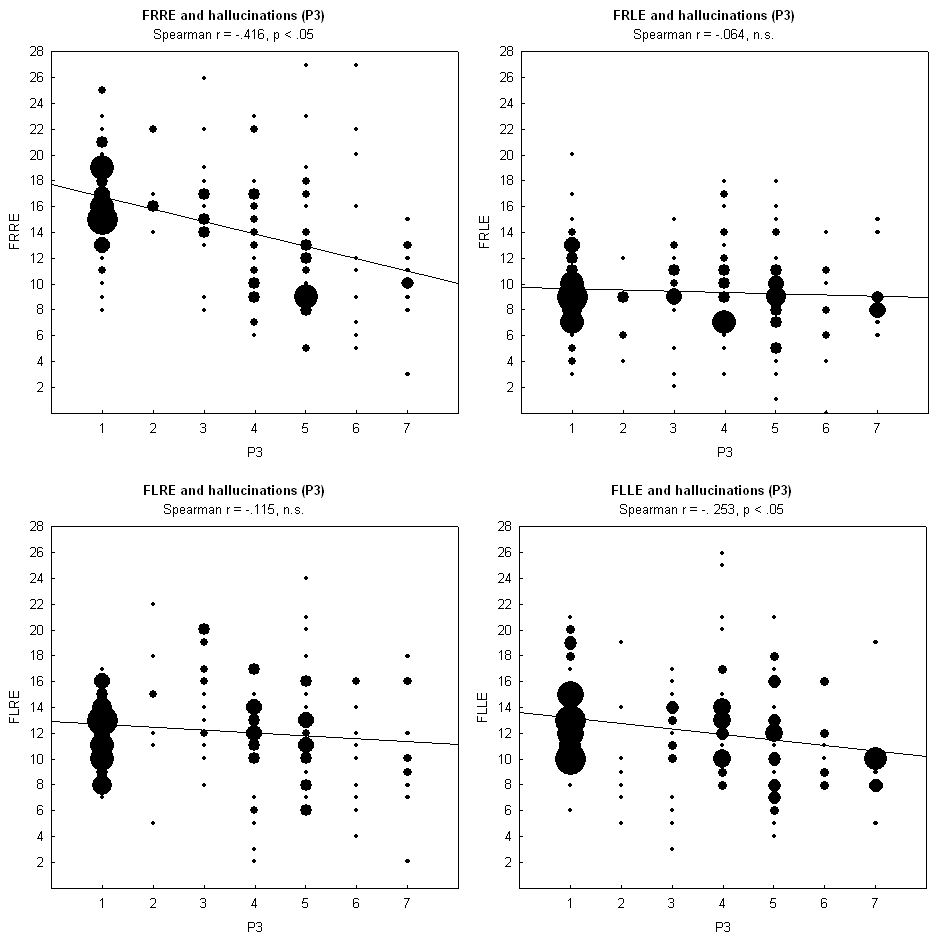 FRRE and hallucinations (P3)
Spearman r = -.416, p < .05
28
26
24
22
20
18
16
14
12
10
8
6
4
2
FRRE
1 2 3 4 5 6 7
P3
FRLE and hallucinations (P3)
Spearman r = -.064, n.s.
28
26
24
22
20
18
16
14
12
10
8
6
4
2
FRLE
1 2 3 4 5 6 7
P3
FLRE and hallucinations (P3)
Spearman r = -.115, n.s.
28
26
24
22
20
18
16
14
12
10
8
6
4
2
FLRE
1 2 3 4 5 6 7
P3
FLLE and hallucinations (P3)
Spearman r = -. 253, p < .05
28
26
24
22
20
18
16
14
12
10
8
6
4
2
FLLE
1 2 3 4 5 6 7
P3